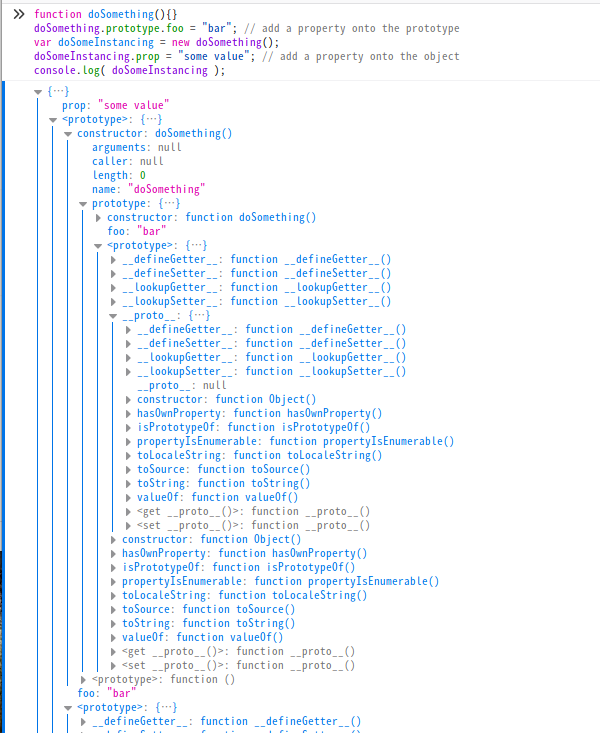 function doSomething(){}
doSomething.prototype.foo = "bar"; // add a property onto the prototype
var doSomeInstancing = new doSomething();
doSomeInstancing.prop = "some value"; // add a property onto the object
console.log( doSomeInstancing );
{…}
prop: "some value"
<prototype>: {…}
constructor: doSomething()
arguments: null
caller: null
length: 0
name: "doSomething"
prototype: {…}
constructor: function doSomething()
foo: "bar"
<prototype>: {…}
__defineGetter__: function __defineGetter__()
__defineSetter__: function __defineSetter__()
__lookupGetter__: function __lookupGetter__()
__lookupSetter__: function __lookupSetter__()
__proto__: {…}
__defineGetter__: function __defineGetter__()
__defineSetter__: function __defineSetter__()
__lookupGetter__: function __lookupGetter__()
__lookupSetter__: function __lookupSetter__()
__proto__: null
constructor: function Object()
hasOwnProperty: function hasOwnProperty()
isPrototypeOf: function isPrototypeOf()
propertyIsEnumerable: function propertyIsEnumerable()
toLocaleString: function toLocaleString()
toSource: function toSource()
toString: function toString()
valueOf: function valueOf()
<get __proto__()>: function __proto__()
<set __proto__()>: function __proto__()
constructor: function Object()
hasOwnProperty: function hasOwnProperty()
isPrototypeOf: function isPrototypeOf()
propertyIsEnumerable: function propertyIsEnumerable()
toLocaleString: function toLocaleString()
toSource: function toSource()
toString: function toString()
valueOf: function valueOf()
<get __proto__()>: function __proto__()
<set __proto__()>: function __proto__()
<prototype>: function ()
foo: "bar"
<prototype>: {…}
__defineGetter__: function __defineGetter__()